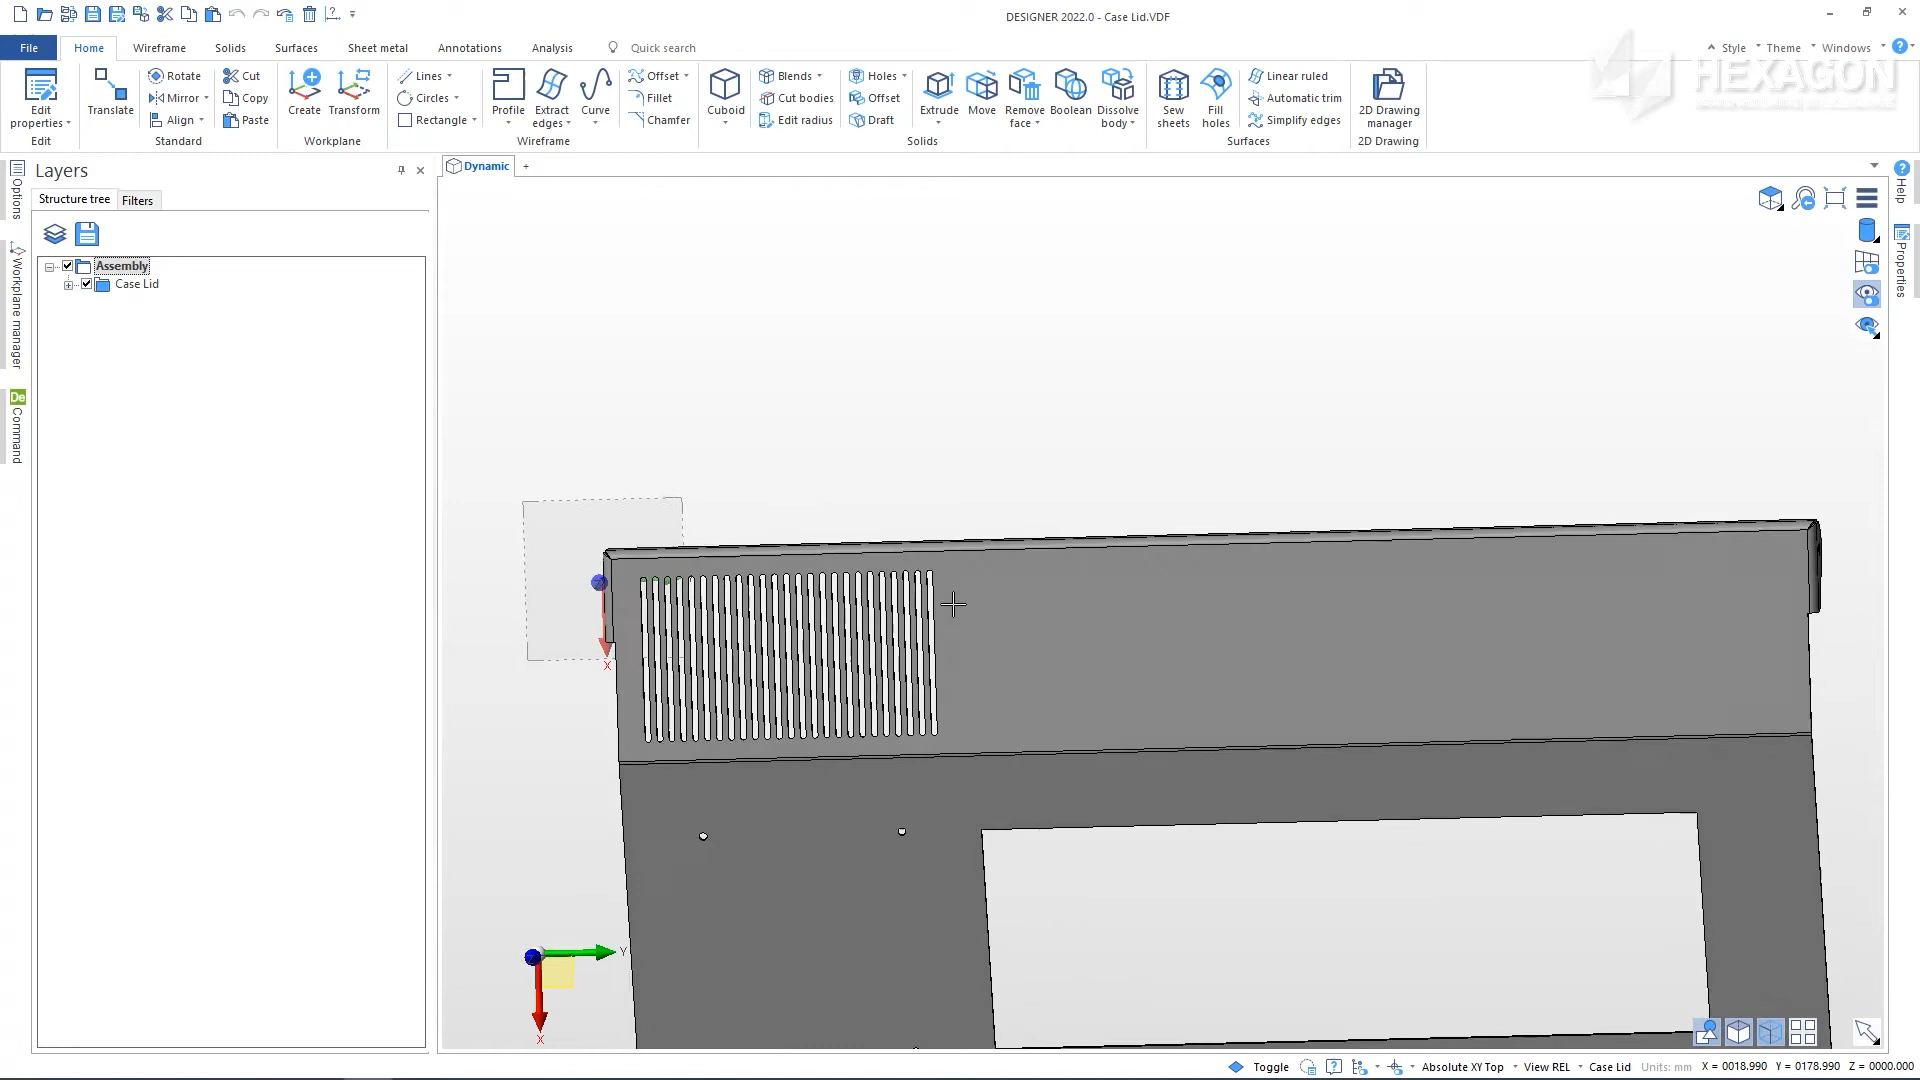 DESIGNER 2022.0 - Case Lid.VDF
File Home Wireframe Solids Surfaces Sheet metal Annotations Analysis Quick search Style Theme Windows
HEXAGON
Edit properties Translate Rotate Mirror Align Cut Copy Paste Create Transform Lines Circles Rectangle Profile Extract edges Curve Offset Fillet Chamfer Cuboid Blends Cut bodies Edit radius Holes Offset Draft Extrude Move Remove face Boolean Dissolve body Sew sheets Fill holes Linear ruled Automatic trim Simplify edges 2D Drawing manager
Edit Standard Workplane Wireframe Solids Surfaces 2D Drawing
Options
Workplane manager
De Command
Layers
Structure tree Filters
Assembly
Case Lid
Dynamic +
Help
Properties
X
Y
X
Toggle Absolute XY Top View REL Case Lid Units: mm X = 0018.990 Y = 0178.990 Z = 0000.000